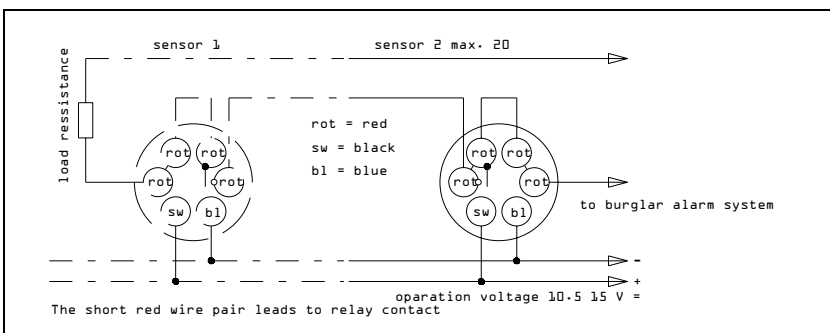 sensor 1
sensor 2 max. 20
load ressistance
rot = red
sw = black
bl = blue
rot rot
rot rot
sw bl
rot rot
rot rot
sw bl
to burglar alarm system
-
+
oparation voltage 10.5 15 V =
The short red wire pair leads to relay contact